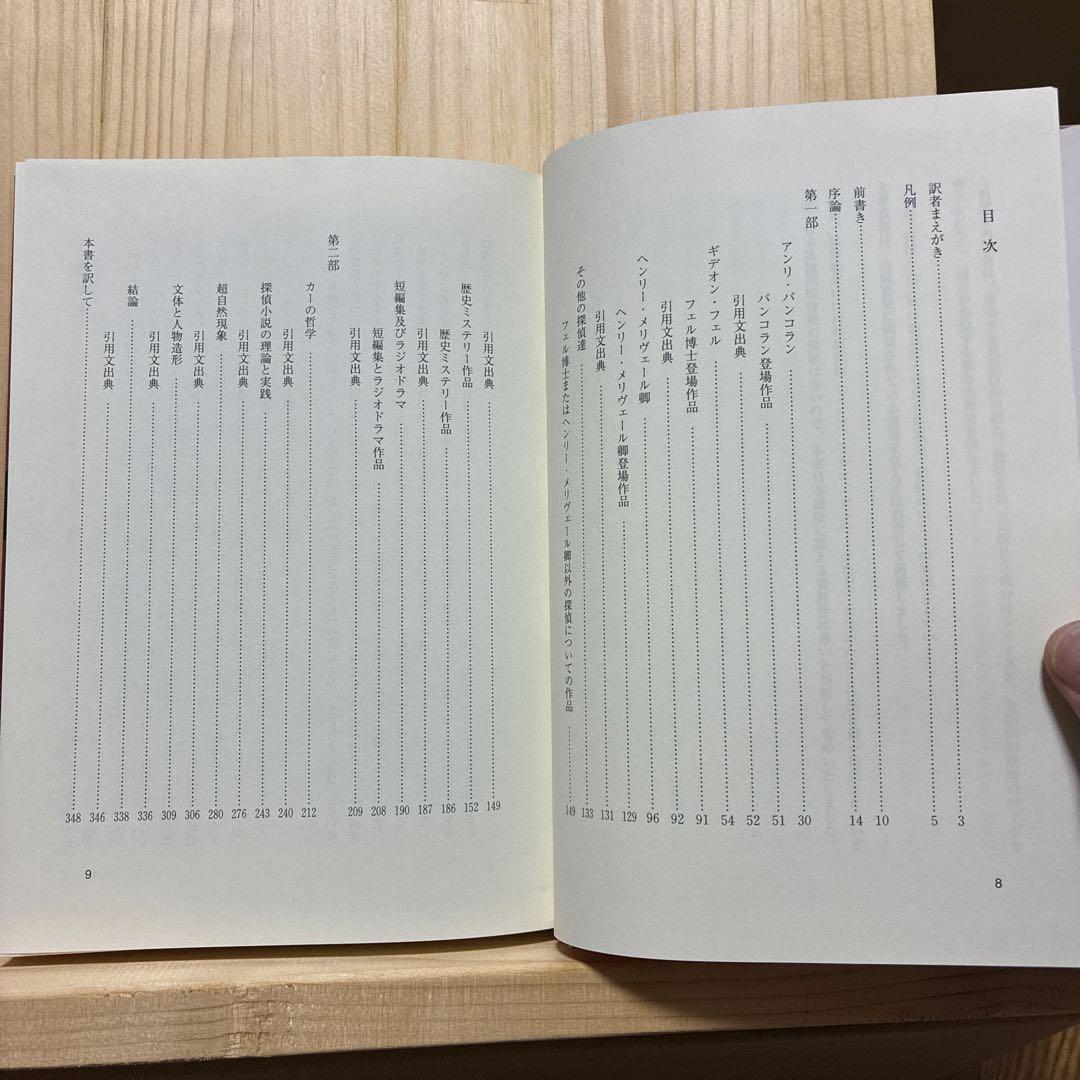 目次
訳者まえがき……3
凡例……5
前書き……10
序論……14
第一部
アンリ・バンコラン……30
バンコラン登場作品……51
引用文出典……52
ギデオン・フェル……54
フェル博士登場作品……91
引用文出典……92
ヘンリー・メリヴェール卿……96
ヘンリー・メリヴェール卿登場作品……129
引用文出典……131
その他の探偵達……133
フェル博士またはヘンリー・メリヴェール卿以外の探偵についての作品……149
8
引用文出典……149
歴史ミステリー作品……152
歴史ミステリー作品……186
引用文出典……187
短編集及びラジオドラマ……190
短編集とラジオドラマ作品……208
引用文出典……209
第二部
カーの哲学……212
引用文出典……240
探偵小説の理論と実践……243
引用文出典……276
超自然現象……280
引用文出典……306
文体と人物造形……309
引用文出典……336
結論……338
引用文出典……346
本書を訳して……348
9